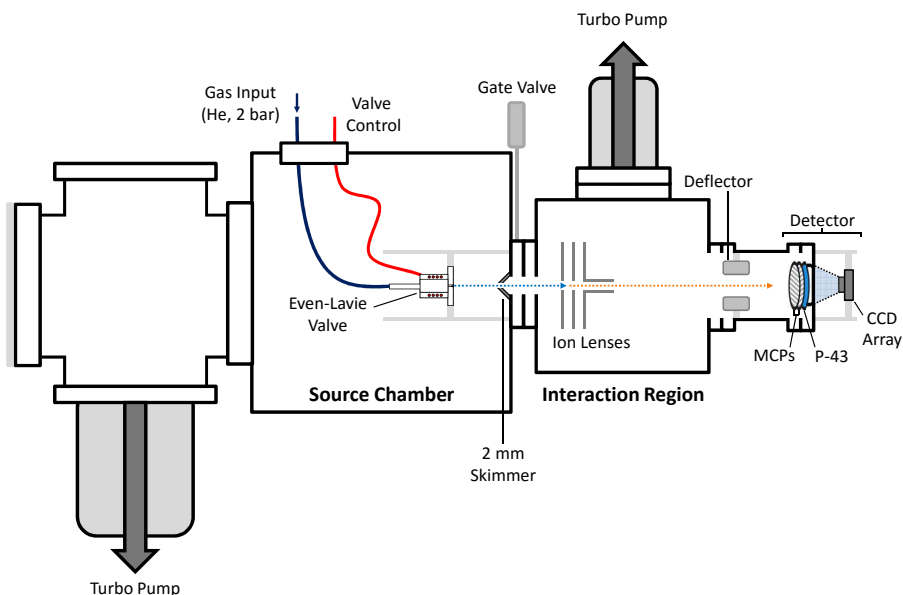 Turbo Pump
Gas Input
(He, 2 bar)
Valve
Control
Gate Valve
Deflector
Detector
Even-Lavie
Valve
Ion Lenses
MCPs
P-43
CCD
Array
Source Chamber
Interaction Region
2 mm
Skimmer
Turbo Pump